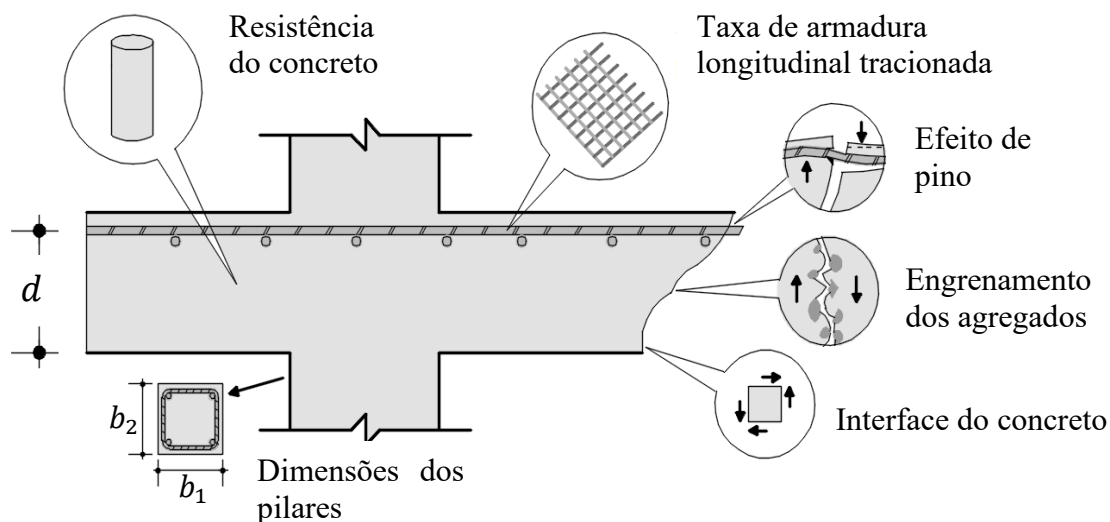 Resistência
do concreto
Taxa de armadura
longitudinal tracionada
Efeito de
pino
d
Engrenamento
dos agregados
Interface do concreto
b2
b1
Dimensões dos
pilares